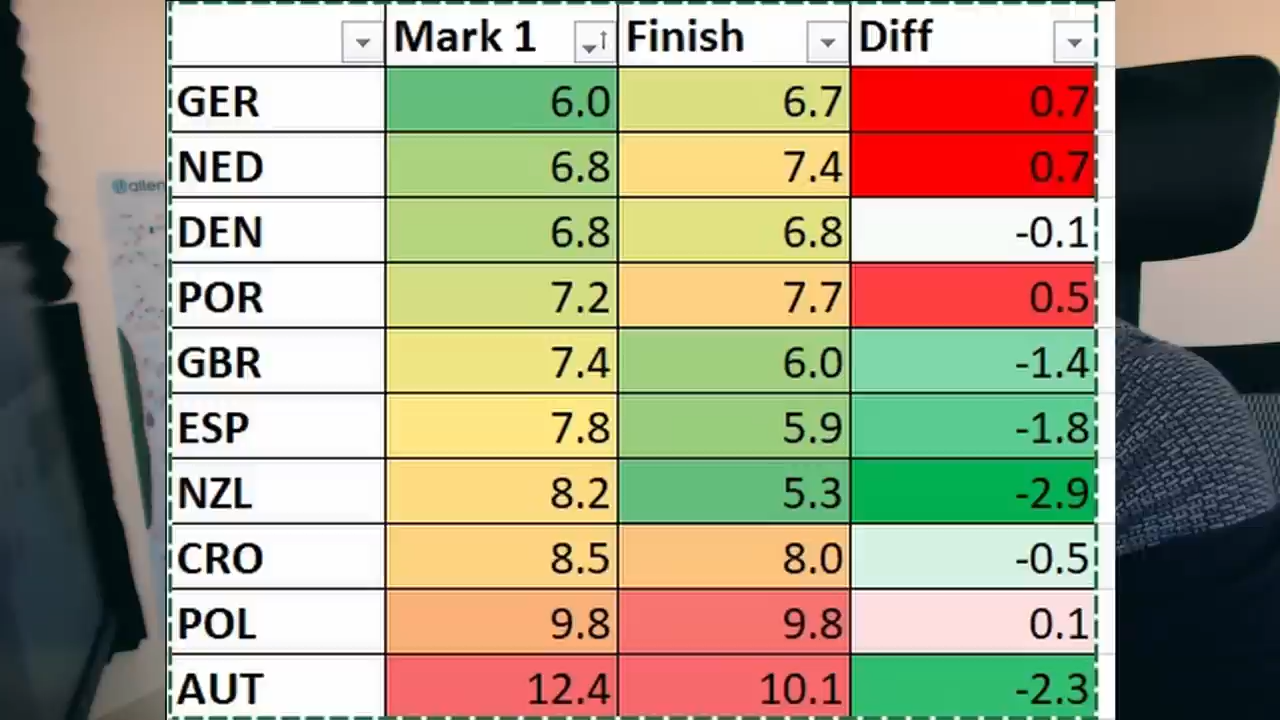 Mark 1 Finish Diff
GER 6.0 6.7 0.7
NED 6.8 7.4 0.7
DEN 6.8 6.8 -0.1
POR 7.2 7.7 0.5
GBR 7.4 6.0 -1.4
ESP 7.8 5.9 -1.8
NZL 8.2 5.3 -2.9
CRO 8.5 8.0 -0.5
POL 9.8 9.8 0.1
AUT 12.4 10.1 -2.3